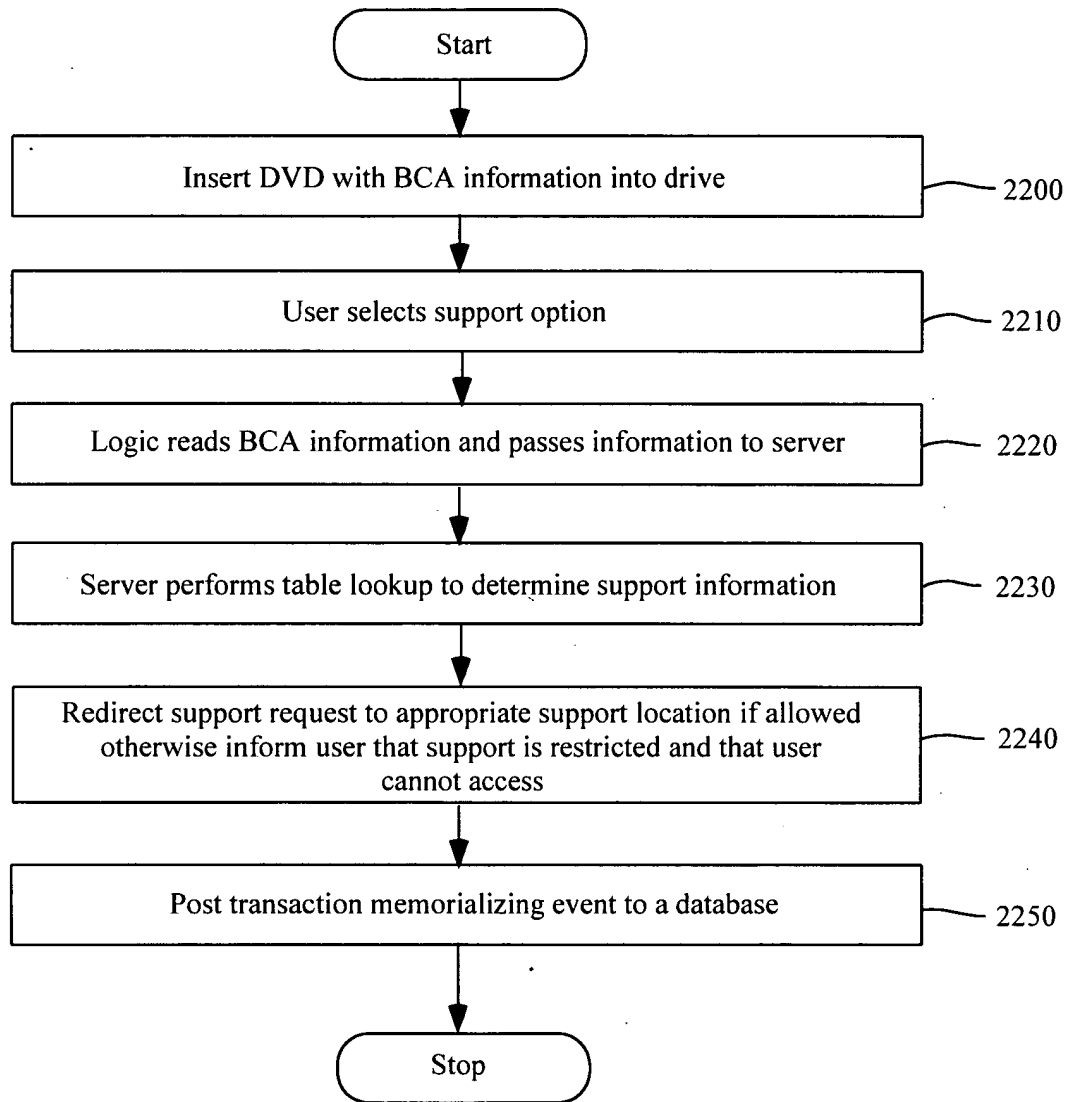 Start
Insert DVD with BCA information into drive
2200
User selects support option
2210
Logic reads BCA information and passes information to server
2220
Server performs table lookup to determine support information
2230
Redirect support request to appropriate support location if allowed
otherwise inform user that support is restricted and that user
cannot access
2240
Post transaction memorializing event to a database
2250
Stop